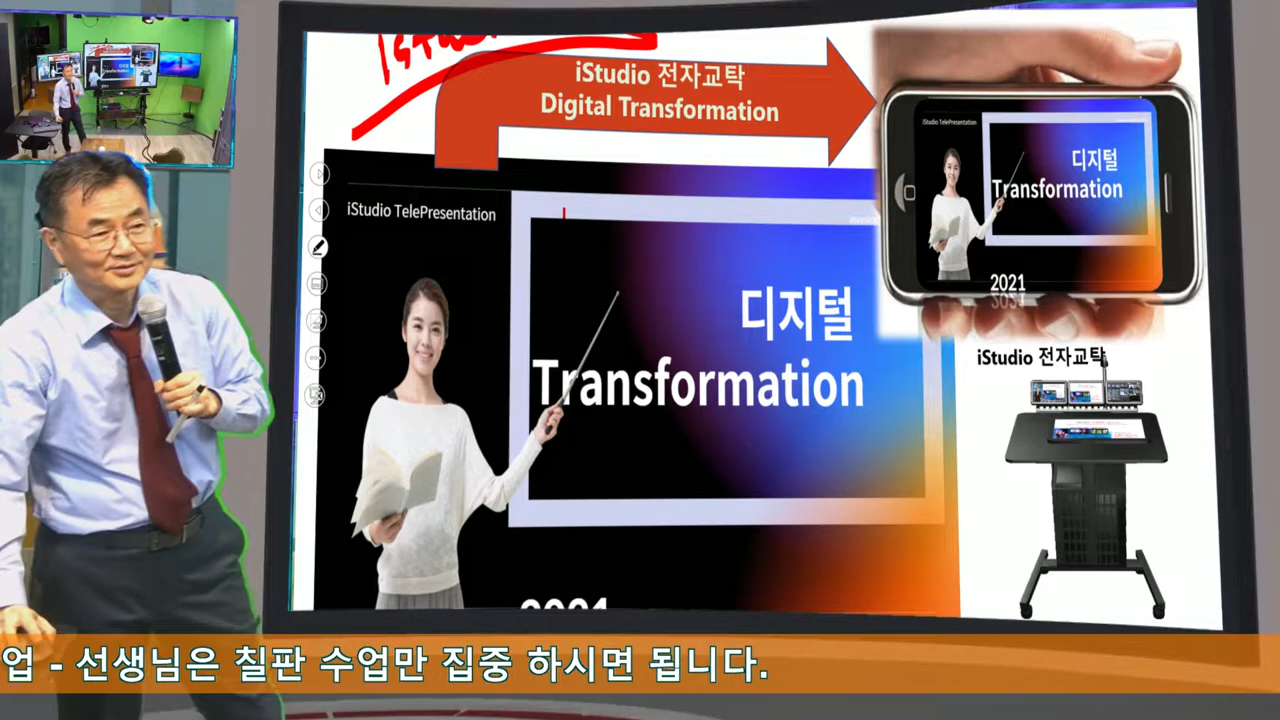 iStudio 전자교탁
Digital Transformation
iStudio TelePresentation
디지털
Transformation
2021
iStudio TelePresentation
디지털
Transformation
2021
iStudio 전자교탁
업 - 선생님은 칠판 수업만 집중 하시면 됩니다.